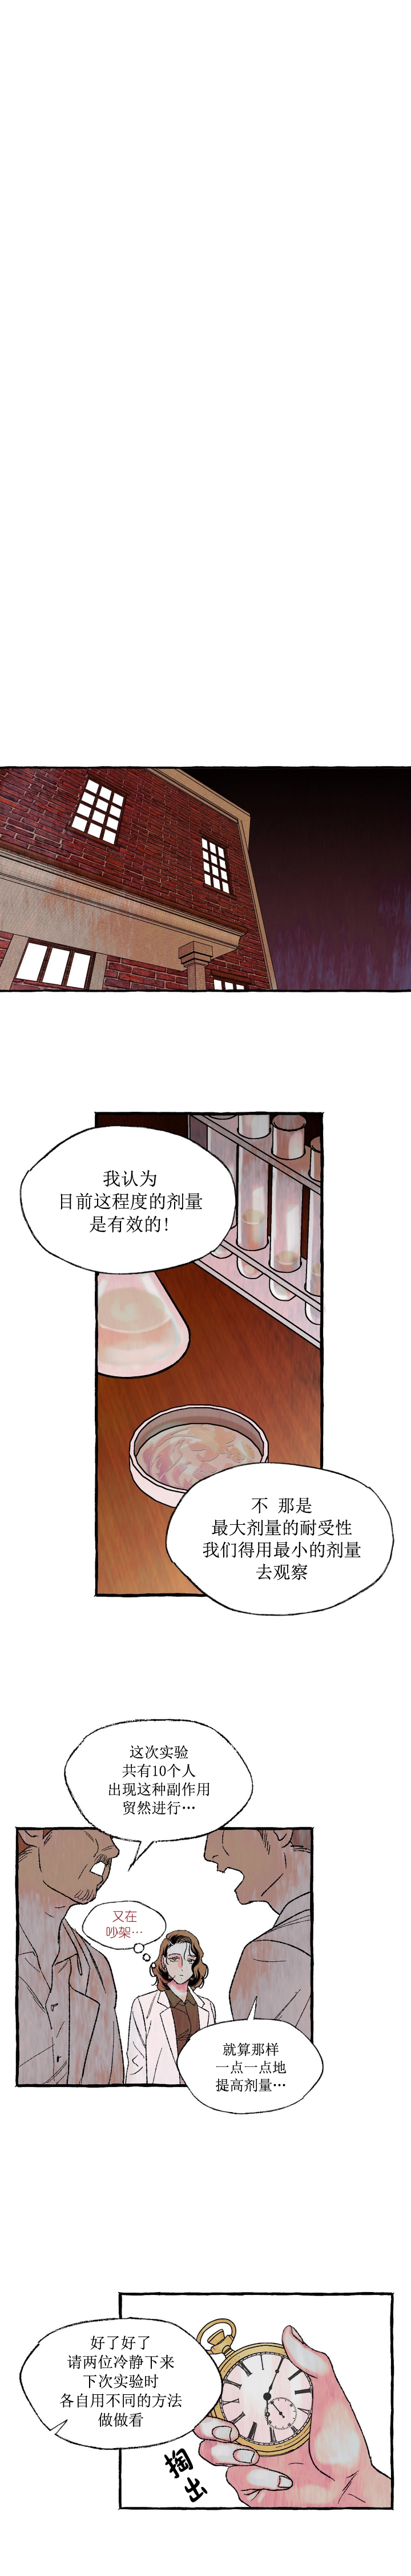 我认为
目前这程度的剂量
是有效的!
不 那是
最大剂量的耐受性
我们得用最小的剂量
去观察
这次实验
共有10个人
出现这种副作用
贸然进行…
又在
吵架…
就算那样
一点一点地
提高剂量…
好了好了
请两位冷静下来
下次实验时
各自用不同的方法
做做看
掏出